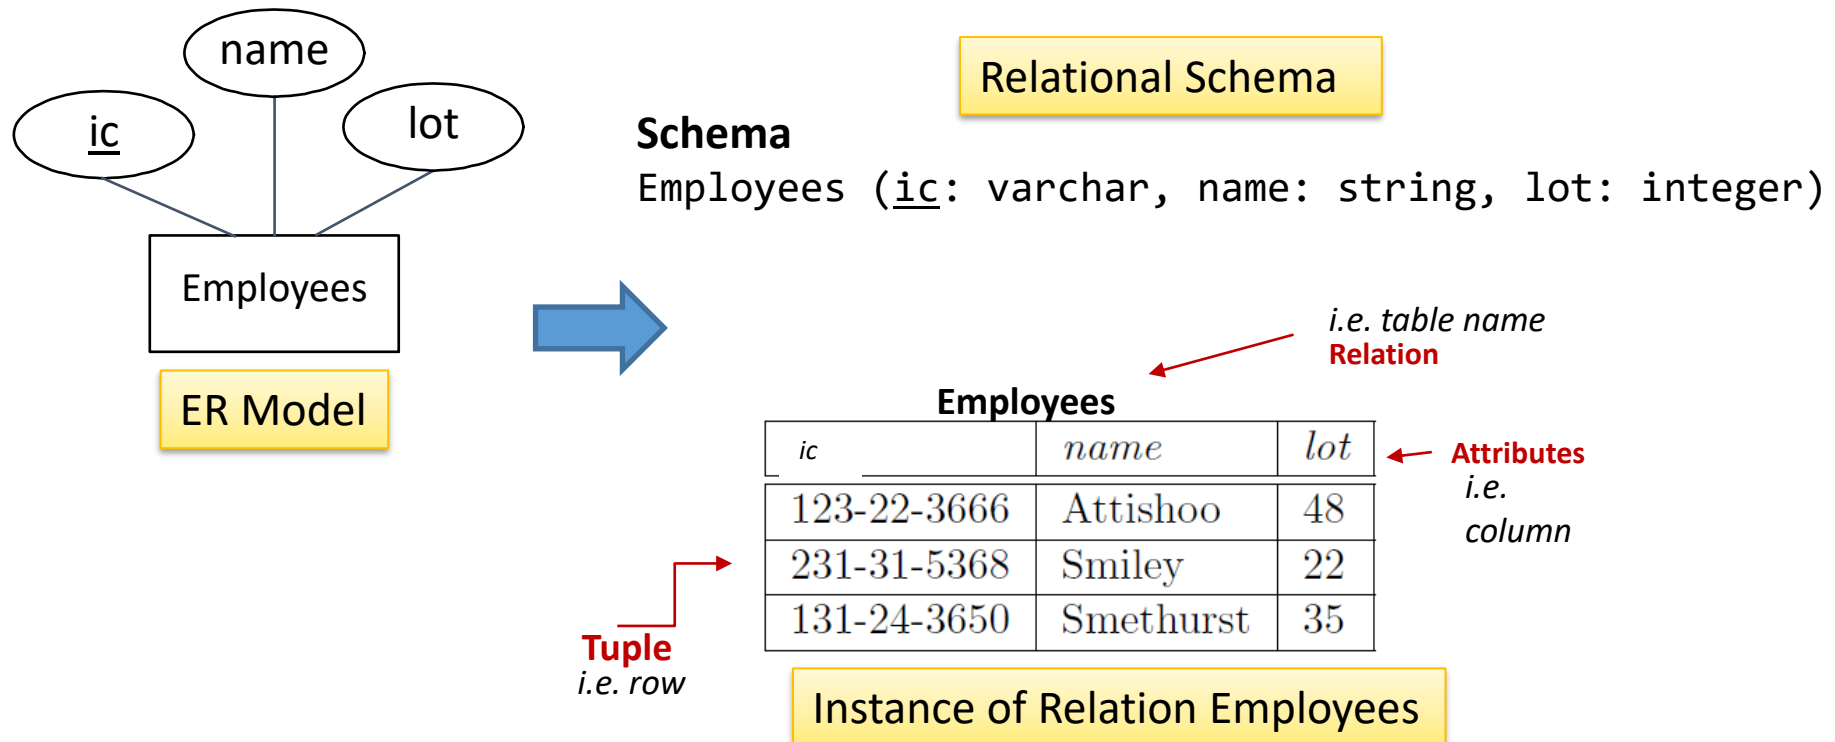 name
ic
lot
Employees
ER Model
Relational Schema
Schema
Employees (ic: varchar, name: string, lot: integer)
i.e. table name
Relation
Employees
ic name lot
123-22-3666 Attishoo 48
231-31-5368 Smiley 22
131-24-3650 Smethurst 35
Attributes
i.e.
column
Tuple
i.e. row
Instance of Relation Employees